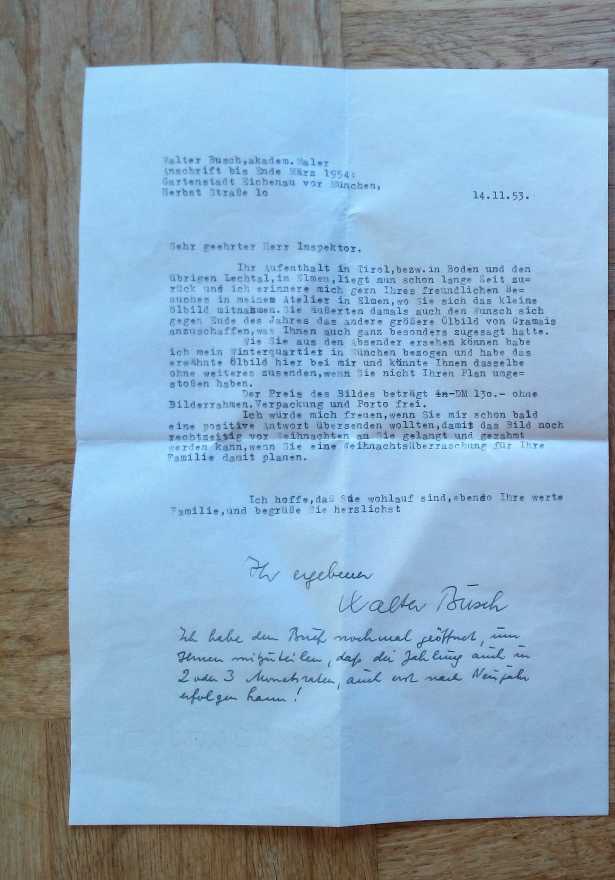 Walter Busch,akadem.Maler
Anschrift bis Ende März 1954:
Gartenstadt Eichenau vor München,
Herbst Straße 1o
14.11.53.
Sehr geehrter Herr Inspektor.
Ihr Aufenthalt in Tirol,bezw.in Boden und den
übrigen Lechtal,in Elmen,liegt nun schon lange Zeit zu-
rück und ich erinnere mich gern Ihres freundlichen Be-
suches in meinem Atelier in Elmen,wo Sie sich das kleine
Ölbild mitnahmen.Sie äußerten damals auch den Wunsch sich
gegen Ende des Jahres das andere größere Ölbild von Gramais
anzuschaffen,was Ihnen auch ganz besonders zugesagt hatte.
Wie Sie aus den Absender ersehen können habe
ich mein Winterquartier in München bezogen und habe das
erwähnte Ölbild hier bei mir und könnte Ihnen dasselbe
ohne weiteres zusenden,wenn Sie nicht Ihren Plan umge-
stoßen haben.
Der Preis des Bildes beträgt in DM 13o.- ohne
Bilderrahmen.Verpackung und Porto frei.
Ich würde mich freuen,wenn Sie mir schon bald
eine positive Antwort übersenden wollten,damit das Bild noch
rechtzeitig vor Weihnachten an Sie gelangt und gerahmt
werden kann,wenn Sie eine Weihnachtsüberraschung für Ihre
Familie damit planen.
Ich hoffe,daß Sie wohlauf sind,ebendo Ihre werte
Familie,und begrüße Sie herzlichst
Ihr ergebener
Walter Busch
Ich habe den Brief nochmal geöffnet, um
Ihnen mitzuteilen, daß die Zahlung auch in
2 oder 3 Monatsraten, auch erst nach Neujahr
erfolgen kann!